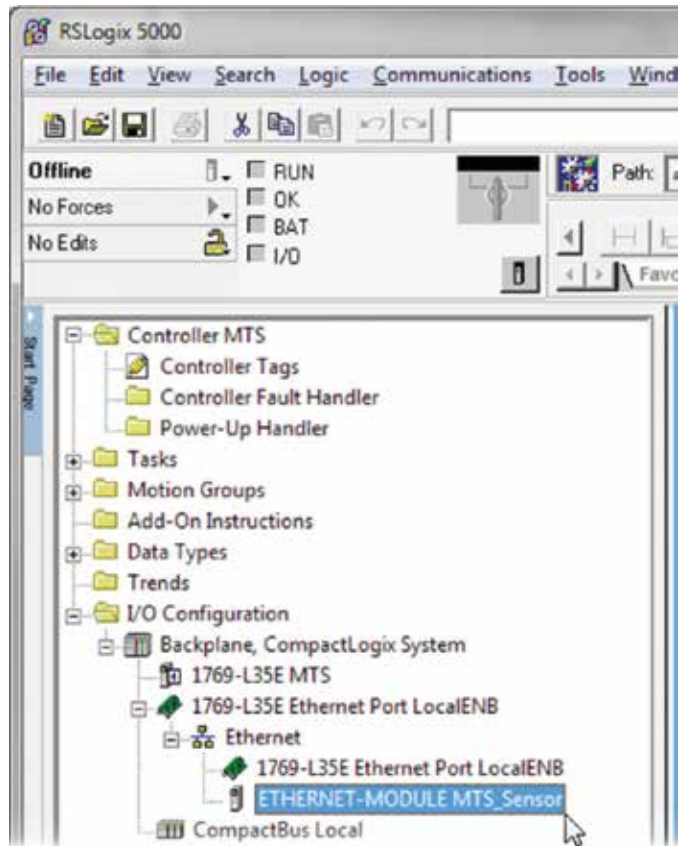 RSLogix 5000
File Edit View Search Logic Communications Tools Wind
Offline RUN Path:
No Forces OK
No Edits BAT
I/O
Favo
Start Page
Controller MTS
Controller Tags
Controller Fault Handler
Power-Up Handler
Tasks
Motion Groups
Add-On Instructions
Data Types
Trends
I/O Configuration
Backplane, CompactLogix System
1769-L35E MTS
1769-L35E Ethernet Port LocalENB
Ethernet
1769-L35E Ethernet Port LocalENB
ETHERNET-MODULE MTS_Sensor
CompactBus Local